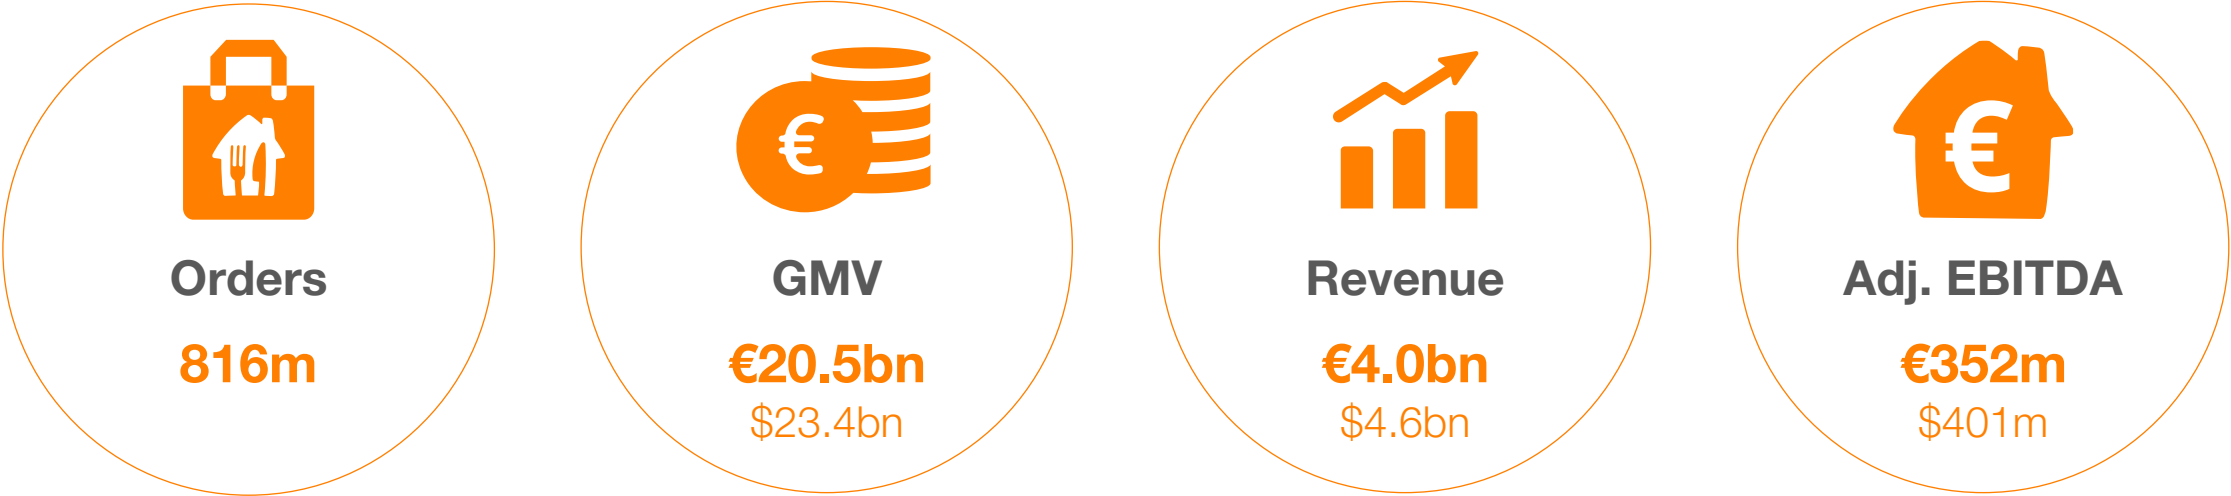 €
€
Orders
816m
GMV
€20.5bn
$23.4bn
Revenue
€4.0bn
$4.6bn
Adj. EBITDA
€352m
$401m